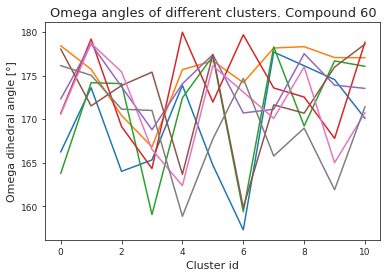 Omega angles of different clusters. Compound 60
180
175
170
165
160
Omega dihedral angle [°]
0 2 4 6 8 10
Cluster id